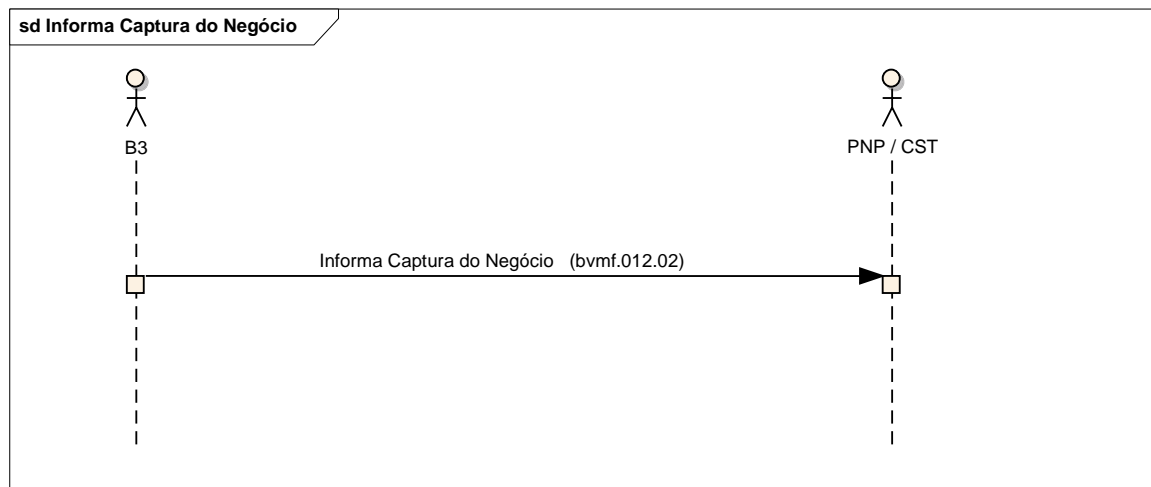 sd Informa Captura do Negócio
B3
PNP / CST
Informa Captura do Negócio (bvmf.012.02)